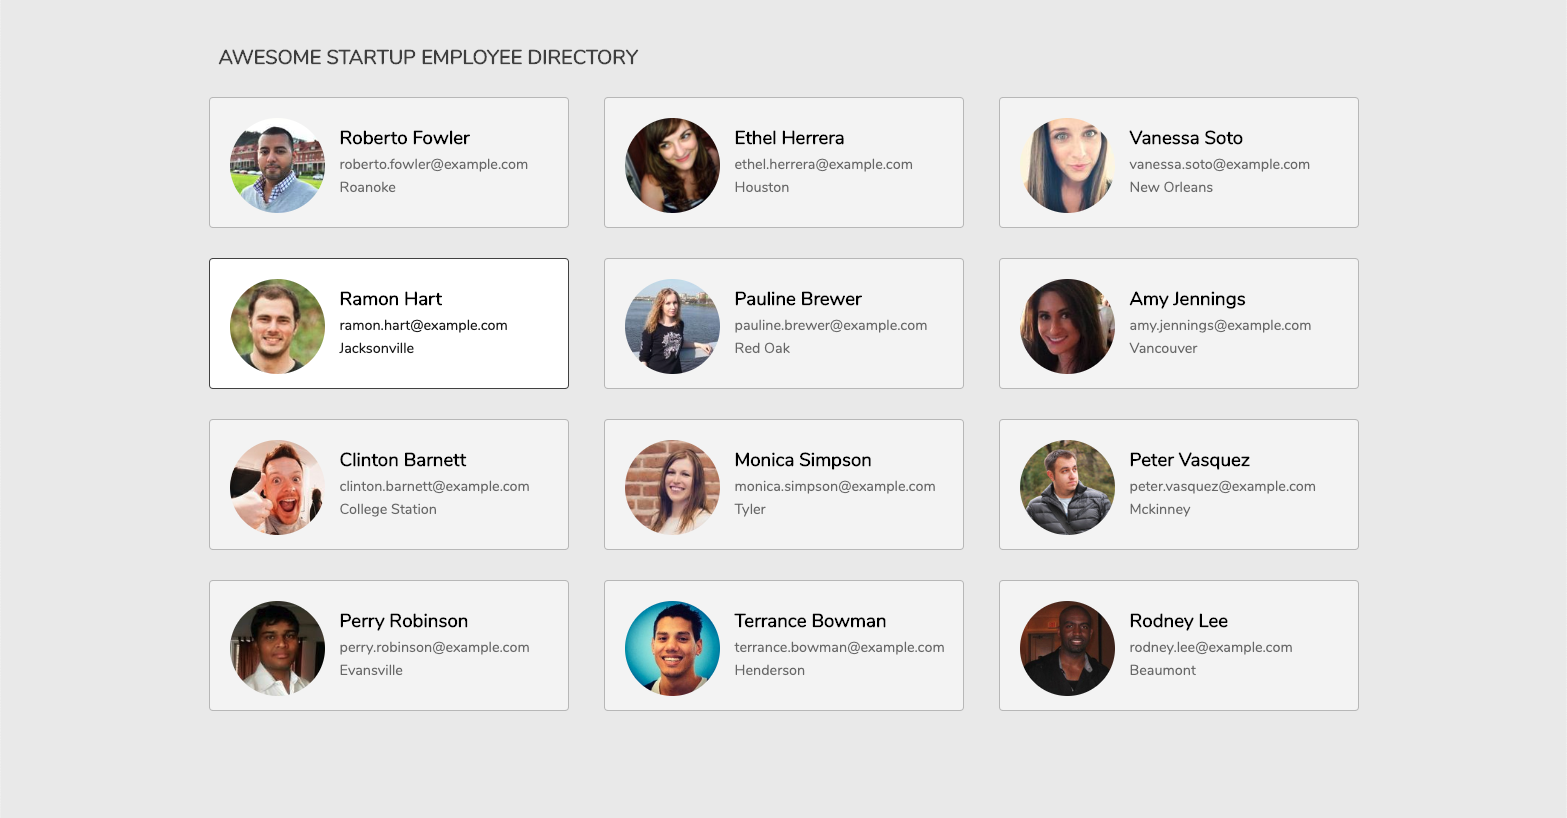 AWESOME STARTUP EMPLOYEE DIRECTORY
Roberto Fowler
roberto.fowler@example.com
Roanoke
Ethel Herrera
ethel.herrera@example.com
Houston
Vanessa Soto
vanessa.soto@example.com
New Orleans
Ramon Hart
ramon.hart@example.com
Jacksonville
Pauline Brewer
pauline.brewer@example.com
Red Oak
Amy Jennings
amy.jennings@example.com
Vancouver
Clinton Barnett
clinton.barnett@example.com
College Station
Monica Simpson
monica.simpson@example.com
Tyler
Peter Vasquez
peter.vasquez@example.com
Mckinney
Perry Robinson
perry.robinson@example.com
Evansville
Terrance Bowman
terrance.bowman@example.com
Henderson
Rodney Lee
rodney.lee@example.com
Beaumont